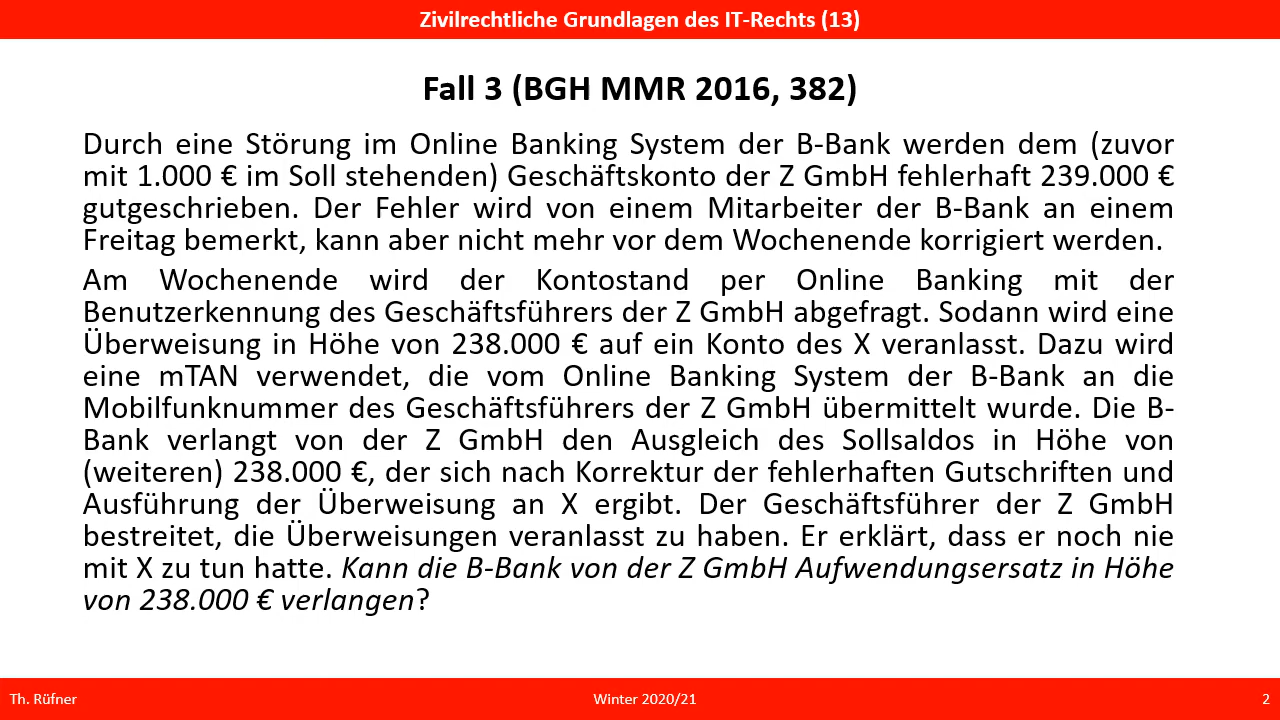 Zivilrechtliche Grundlagen des IT-Rechts (13)
Fall 3 (BGH MMR 2016, 382)
Durch eine Störung im Online Banking System der B-Bank werden dem (zuvor
mit 1.000 € im Soll stehenden) Geschäftskonto der Z GmbH fehlerhaft 239.000 €
gutgeschrieben. Der Fehler wird von einem Mitarbeiter der B-Bank an einem
Freitag bemerkt, kann aber nicht mehr vor dem Wochenende korrigiert werden.
Am Wochenende wird der Kontostand per Online Banking mit der
Benutzerkennung des Geschäftsführers der Z GmbH abgefragt. Sodann wird eine
Überweisung in Höhe von 238.000 € auf ein Konto des X veranlasst. Dazu wird
eine mTAN verwendet, die vom Online Banking System der B-Bank an die
Mobilfunknummer des Geschäftsführers der Z GmbH übermittelt wurde. Die B-
Bank verlangt von der Z GmbH den Ausgleich des Sollsaldos in Höhe von
(weiteren) 238.000 €, der sich nach Korrektur der fehlerhaften Gutschriften und
Ausführung der Überweisung an X ergibt. Der Geschäftsführer der Z GmbH
bestreitet, die Überweisungen veranlasst zu haben. Er erklärt, dass er noch nie
mit X zu tun hatte. Kann die B-Bank von der Z GmbH Aufwendungsersatz in Höhe
von 238.000 € verlangen?
Th. Rüfner
Winter 2020/21
2